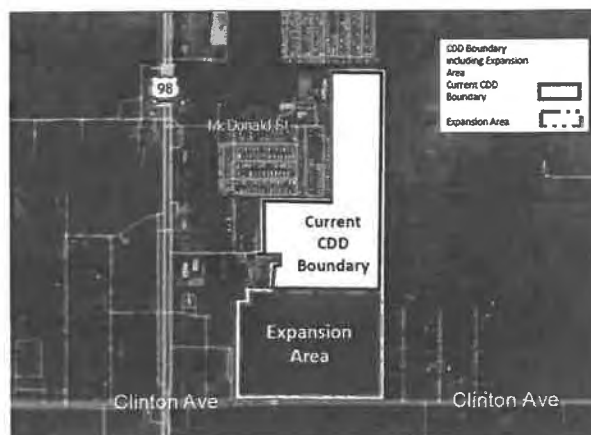 CDD Boundary
including Expansion
Area
Current CDD
Boundary
Expansion Area
98
McDonald St
Current
CDD
Boundary
Expansion
Area
Clinton Ave
Clinton Ave